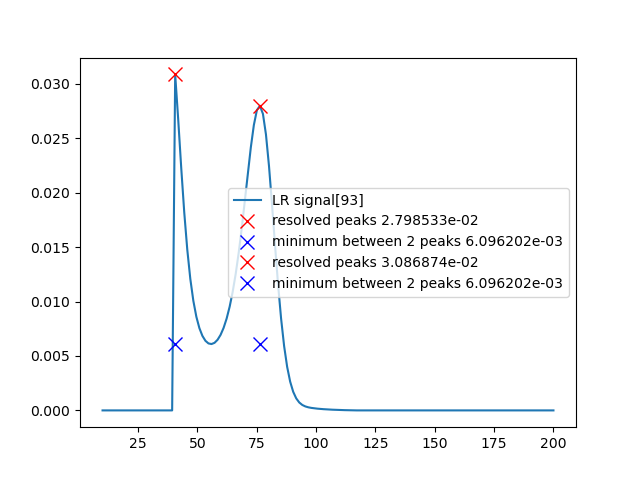 0.030
0.025
0.020
0.015
0.010
0.005
0.000
LR signal[93]
resolved peaks 2.798533e-02
minimum between 2 peaks 6.096202e-03
resolved peaks 3.086874e-02
minimum between 2 peaks 6.096202e-03
25 50 75 100 125 150 175 200